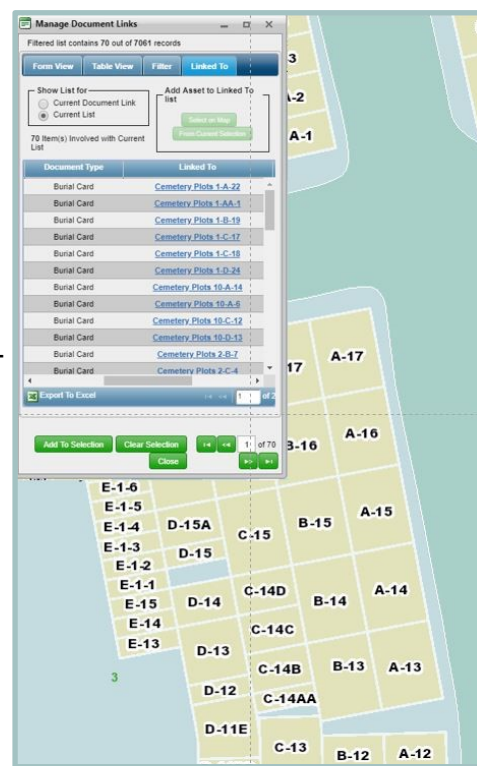 Manage Document Links
Filtered list contains 70 out of 7061 records
Form View Table View Filter Linked To
Show List for
Current Document Link
Current List
Add Asset to Linked To list
Select on Map
From Current Selection
70 Item(s) Involved with Current List
Document Type Linked To
Burial Card Cemetery Plots 1-A-22
Burial Card Cemetery Plots 1-AA-1
Burial Card Cemetery Plots 1-B-19
Burial Card Cemetery Plots 1-C-17
Burial Card Cemetery Plots 1-C-18
Burial Card Cemetery Plots 1-D-24
Burial Card Cemetery Plots 10-A-14
Burial Card Cemetery Plots 10-A-6
Burial Card Cemetery Plots 10-C-12
Burial Card Cemetery Plots 10-D-13
Burial Card Cemetery Plots 2-B-7
Burial Card Cemetery Plots 2-C-4
Export To Excel 1 of 2
Add To Selection Clear Selection 1 of 70
Close
3
A-2
A-1
17 A-17
B-16 A-16
E-1-6
E-1-5
E-1-4 D-15A C-15 B-15 A-15
E-1-3 D-15
E-1-2
E-1-1
E-15 D-14 C-14D B-14 A-14
E-14 C-14C
E-13 D-13
3 C-14B B-13 A-13
D-12 C-14AA
D-11E
C-13 B-12 A-12